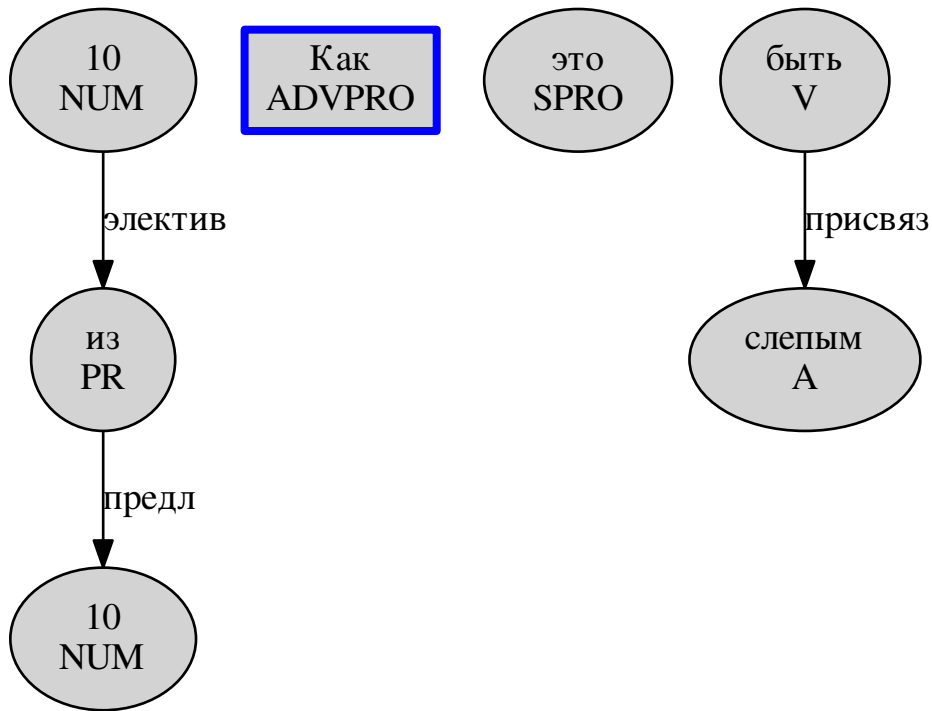 10
NUM
Как
ADVPRO
это
SPRO
быть
V
электив
присвяз
из
PR
слепым
A
предл
10
NUM